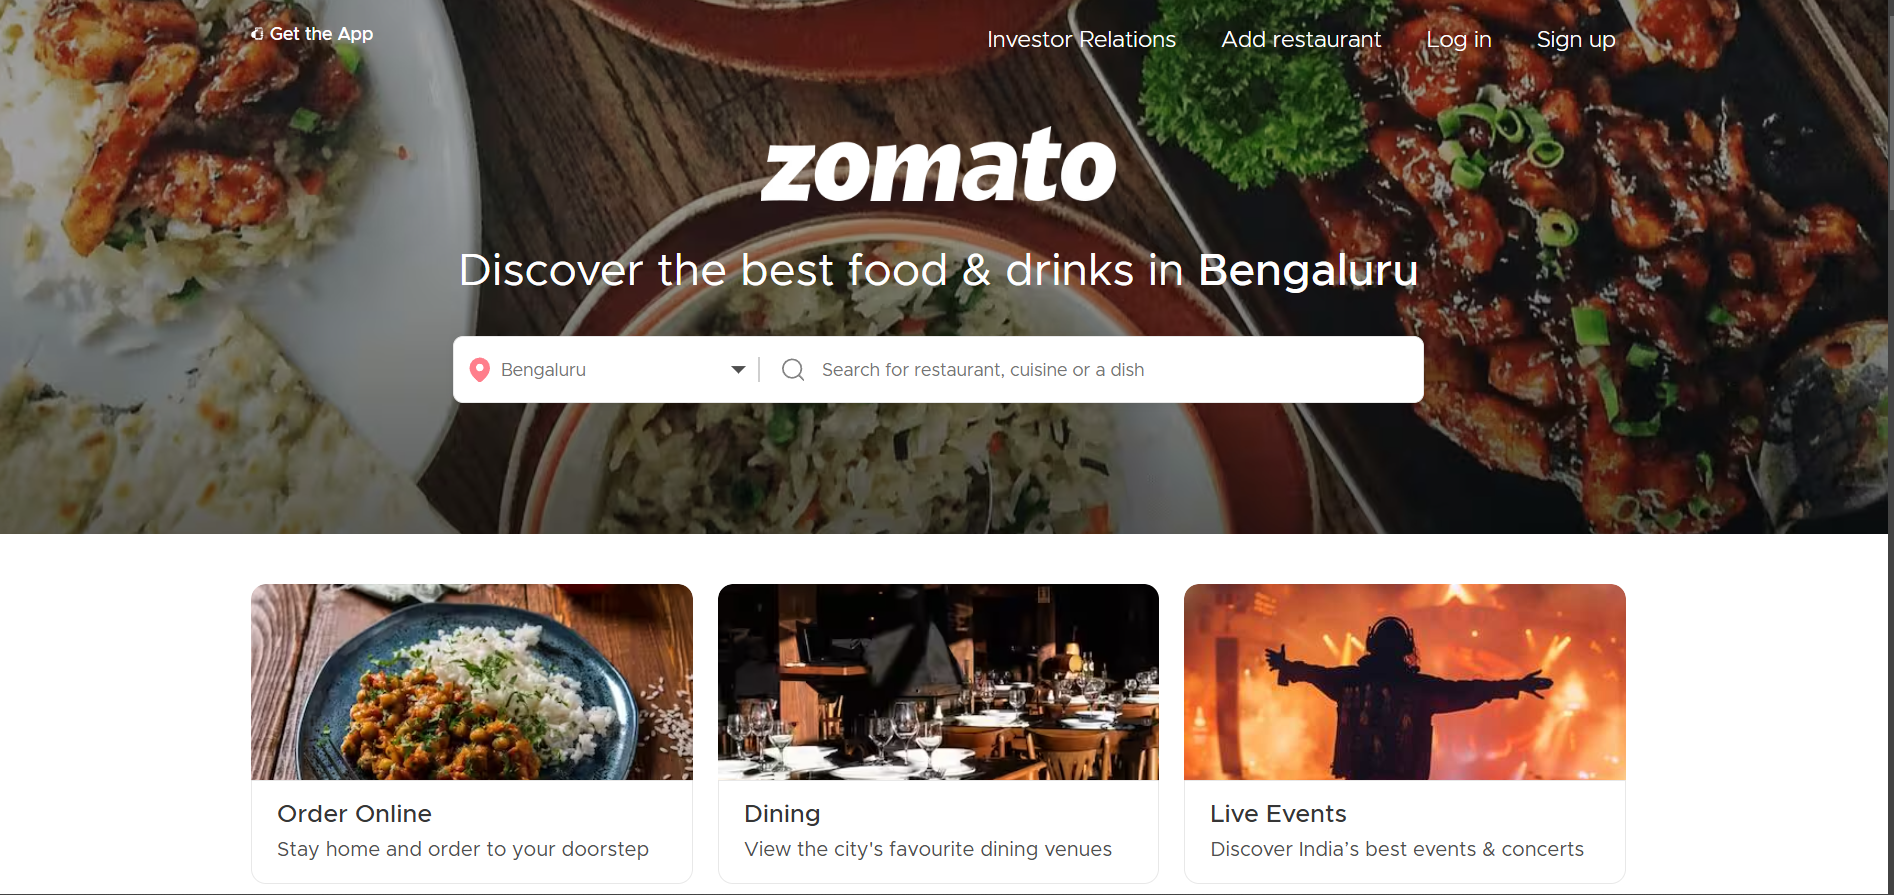 Get the App
Investor Relations
Add restaurant
Log in
Sign up
zomato
Discover the best food & drinks in Bengaluru
Bengaluru
Search for restaurant, cuisine or a dish
Order Online
Stay home and order to your doorstep
Dining
View the city's favourite dining venues
Live Events
Discover India’s best events & concerts